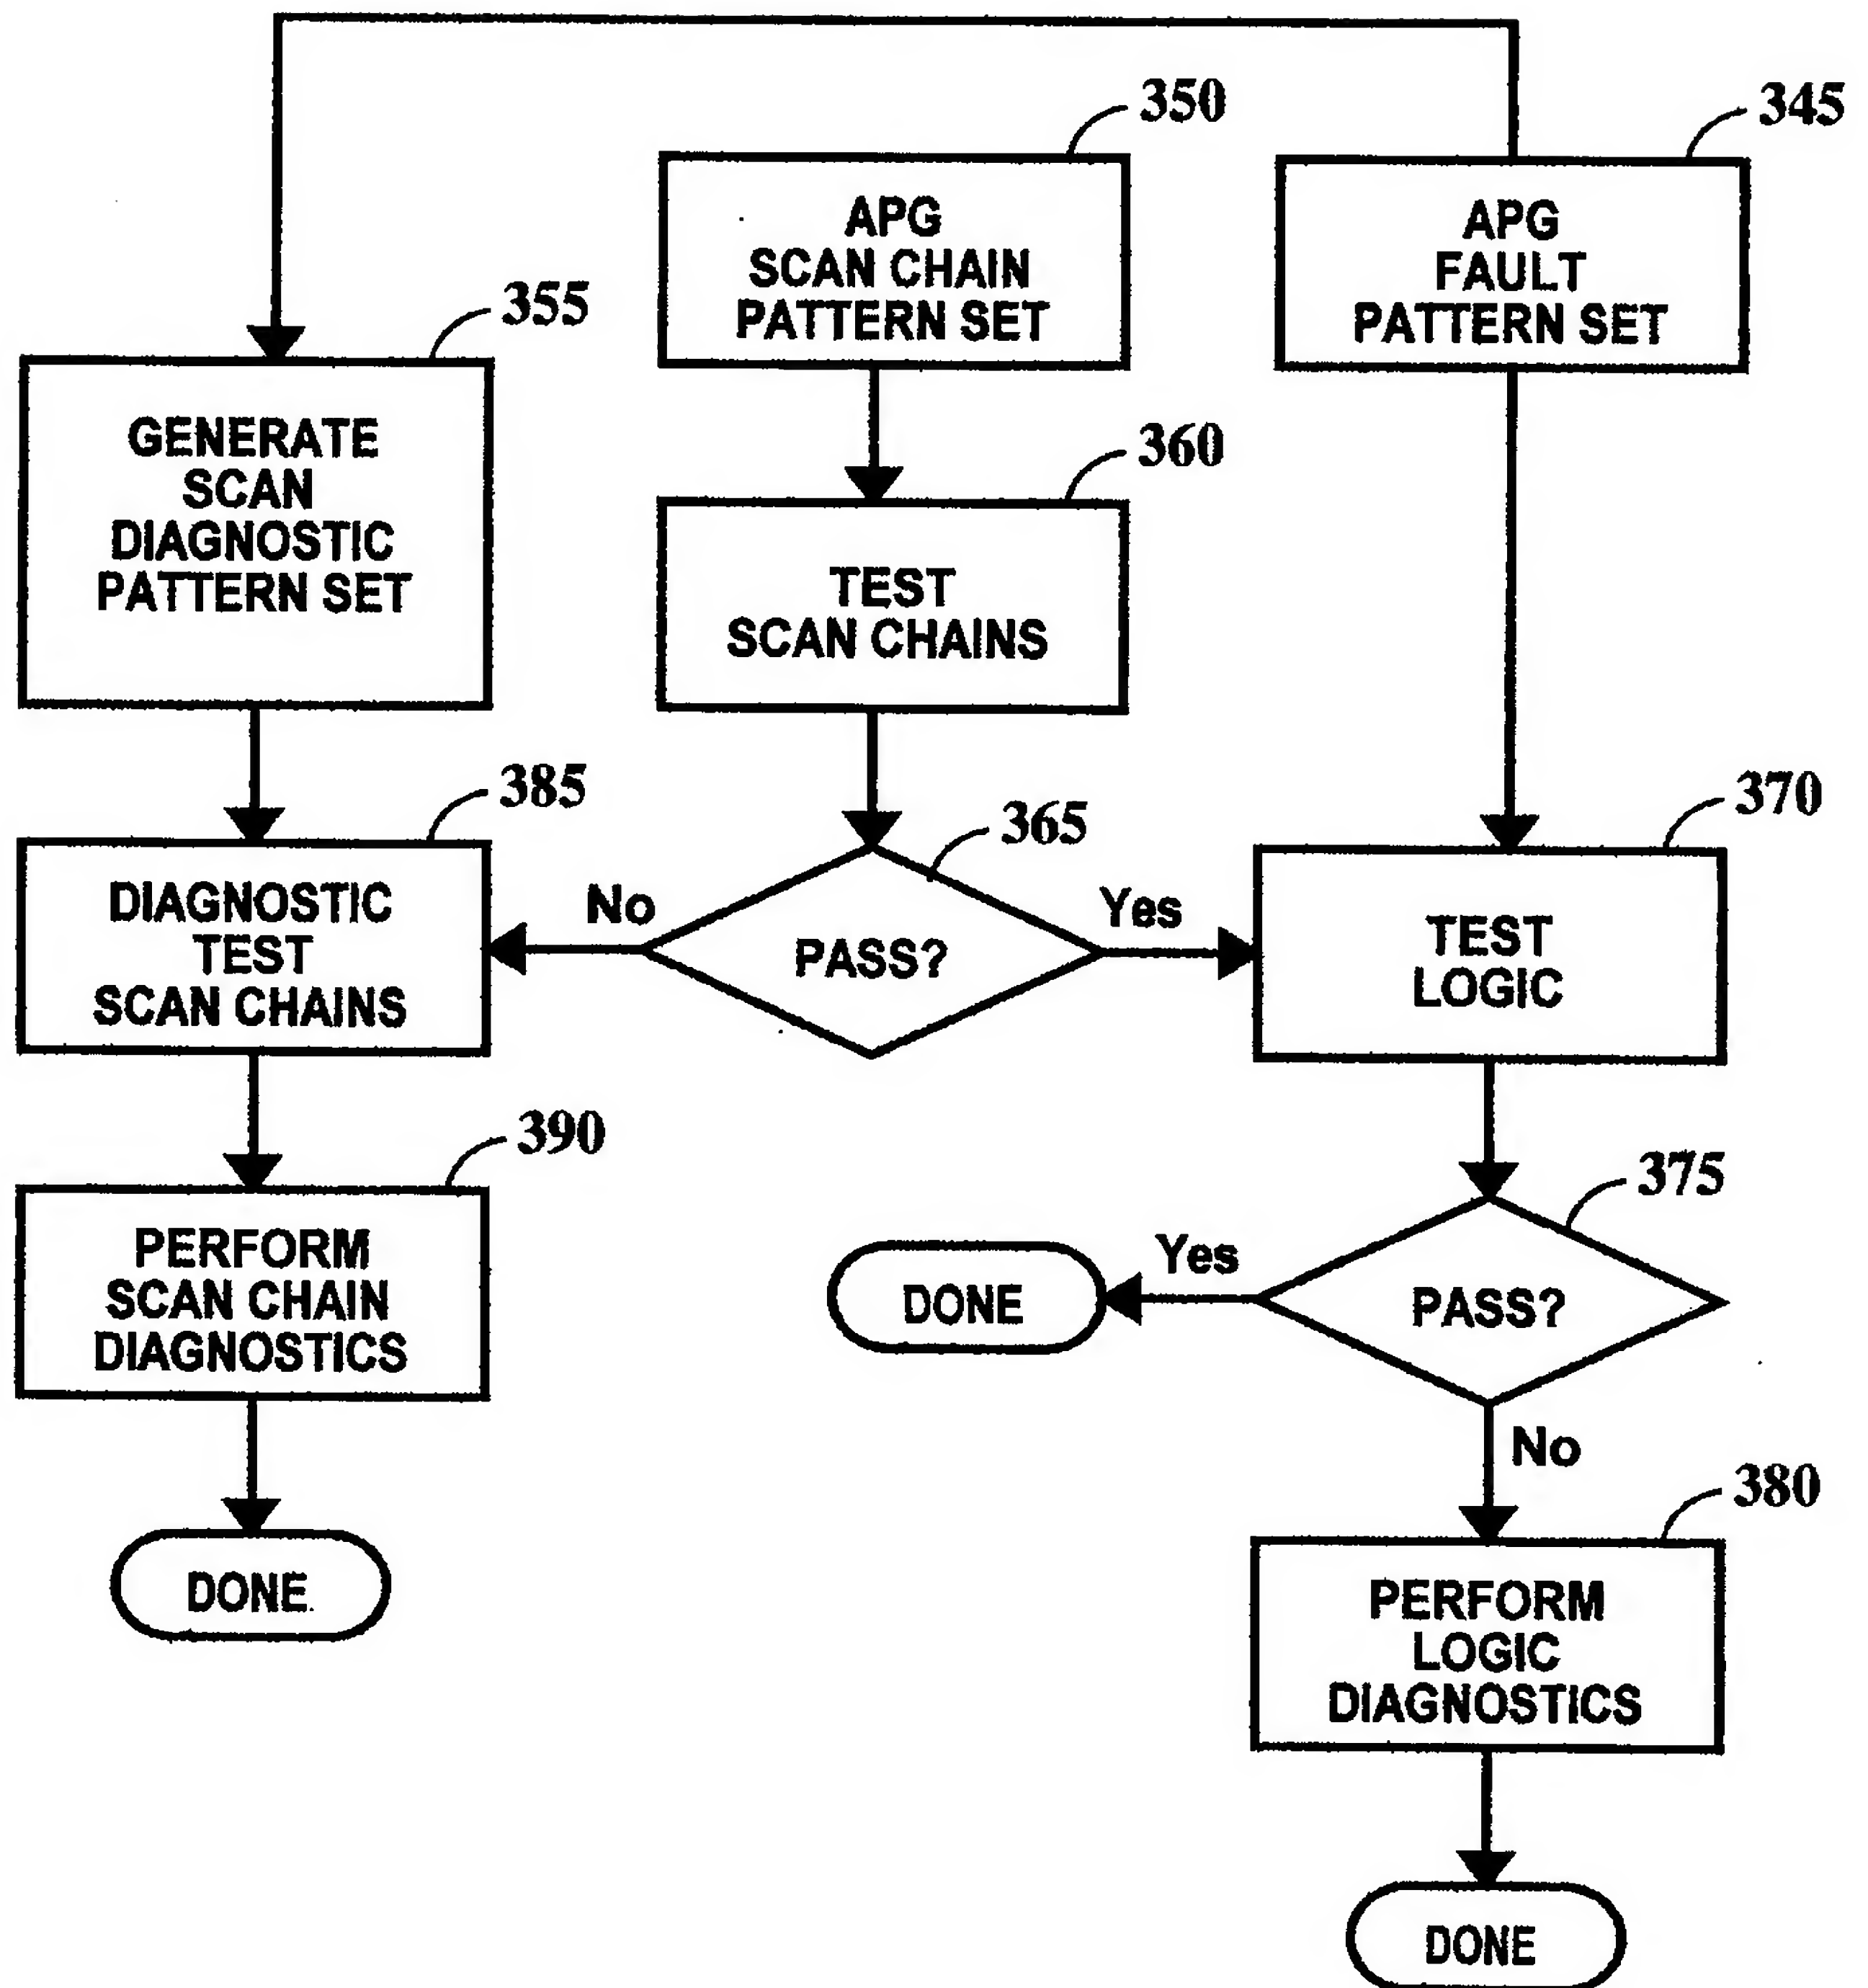 350
345
APG
SCAN CHAIN
PATTERN SET
APG
FAULT
PATTERN SET
355
GENERATE
SCAN
DIAGNOSTIC
PATTERN SET
360
TEST
SCAN CHAINS
385
DIAGNOSTIC
TEST
SCAN CHAINS
365
No
PASS?
Yes
370
TEST
LOGIC
390
PERFORM
SCAN CHAIN
DIAGNOSTICS
DONE
375
PASS?
Yes
DONE
No
380
PERFORM
LOGIC
DIAGNOSTICS
DONE